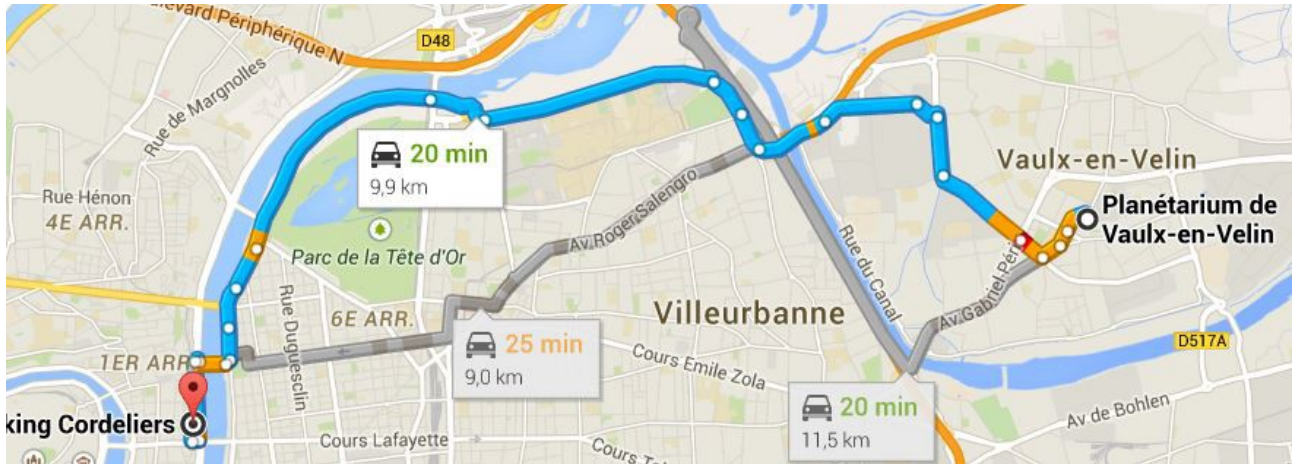 levard Périphérique N
D48
Rue de Margnolles
20 min
9,9 km
Rue Hénon
4E ARR.
Vaulx-en-Velin
Planétarium de
Vaulx-en-Velin
Parc de la Tête d'Or
Av. Roger Salengro
Rue du Canal
Av. Gabriel-Péri
Rue Duguesclin
6E ARR.
Villeurbanne
25 min
9,0 km
1ER ARR
Cours Emile Zola
D517A
20 min
11,5 km
king Cordeliers
Cours Lafayette
Av de Bohlen